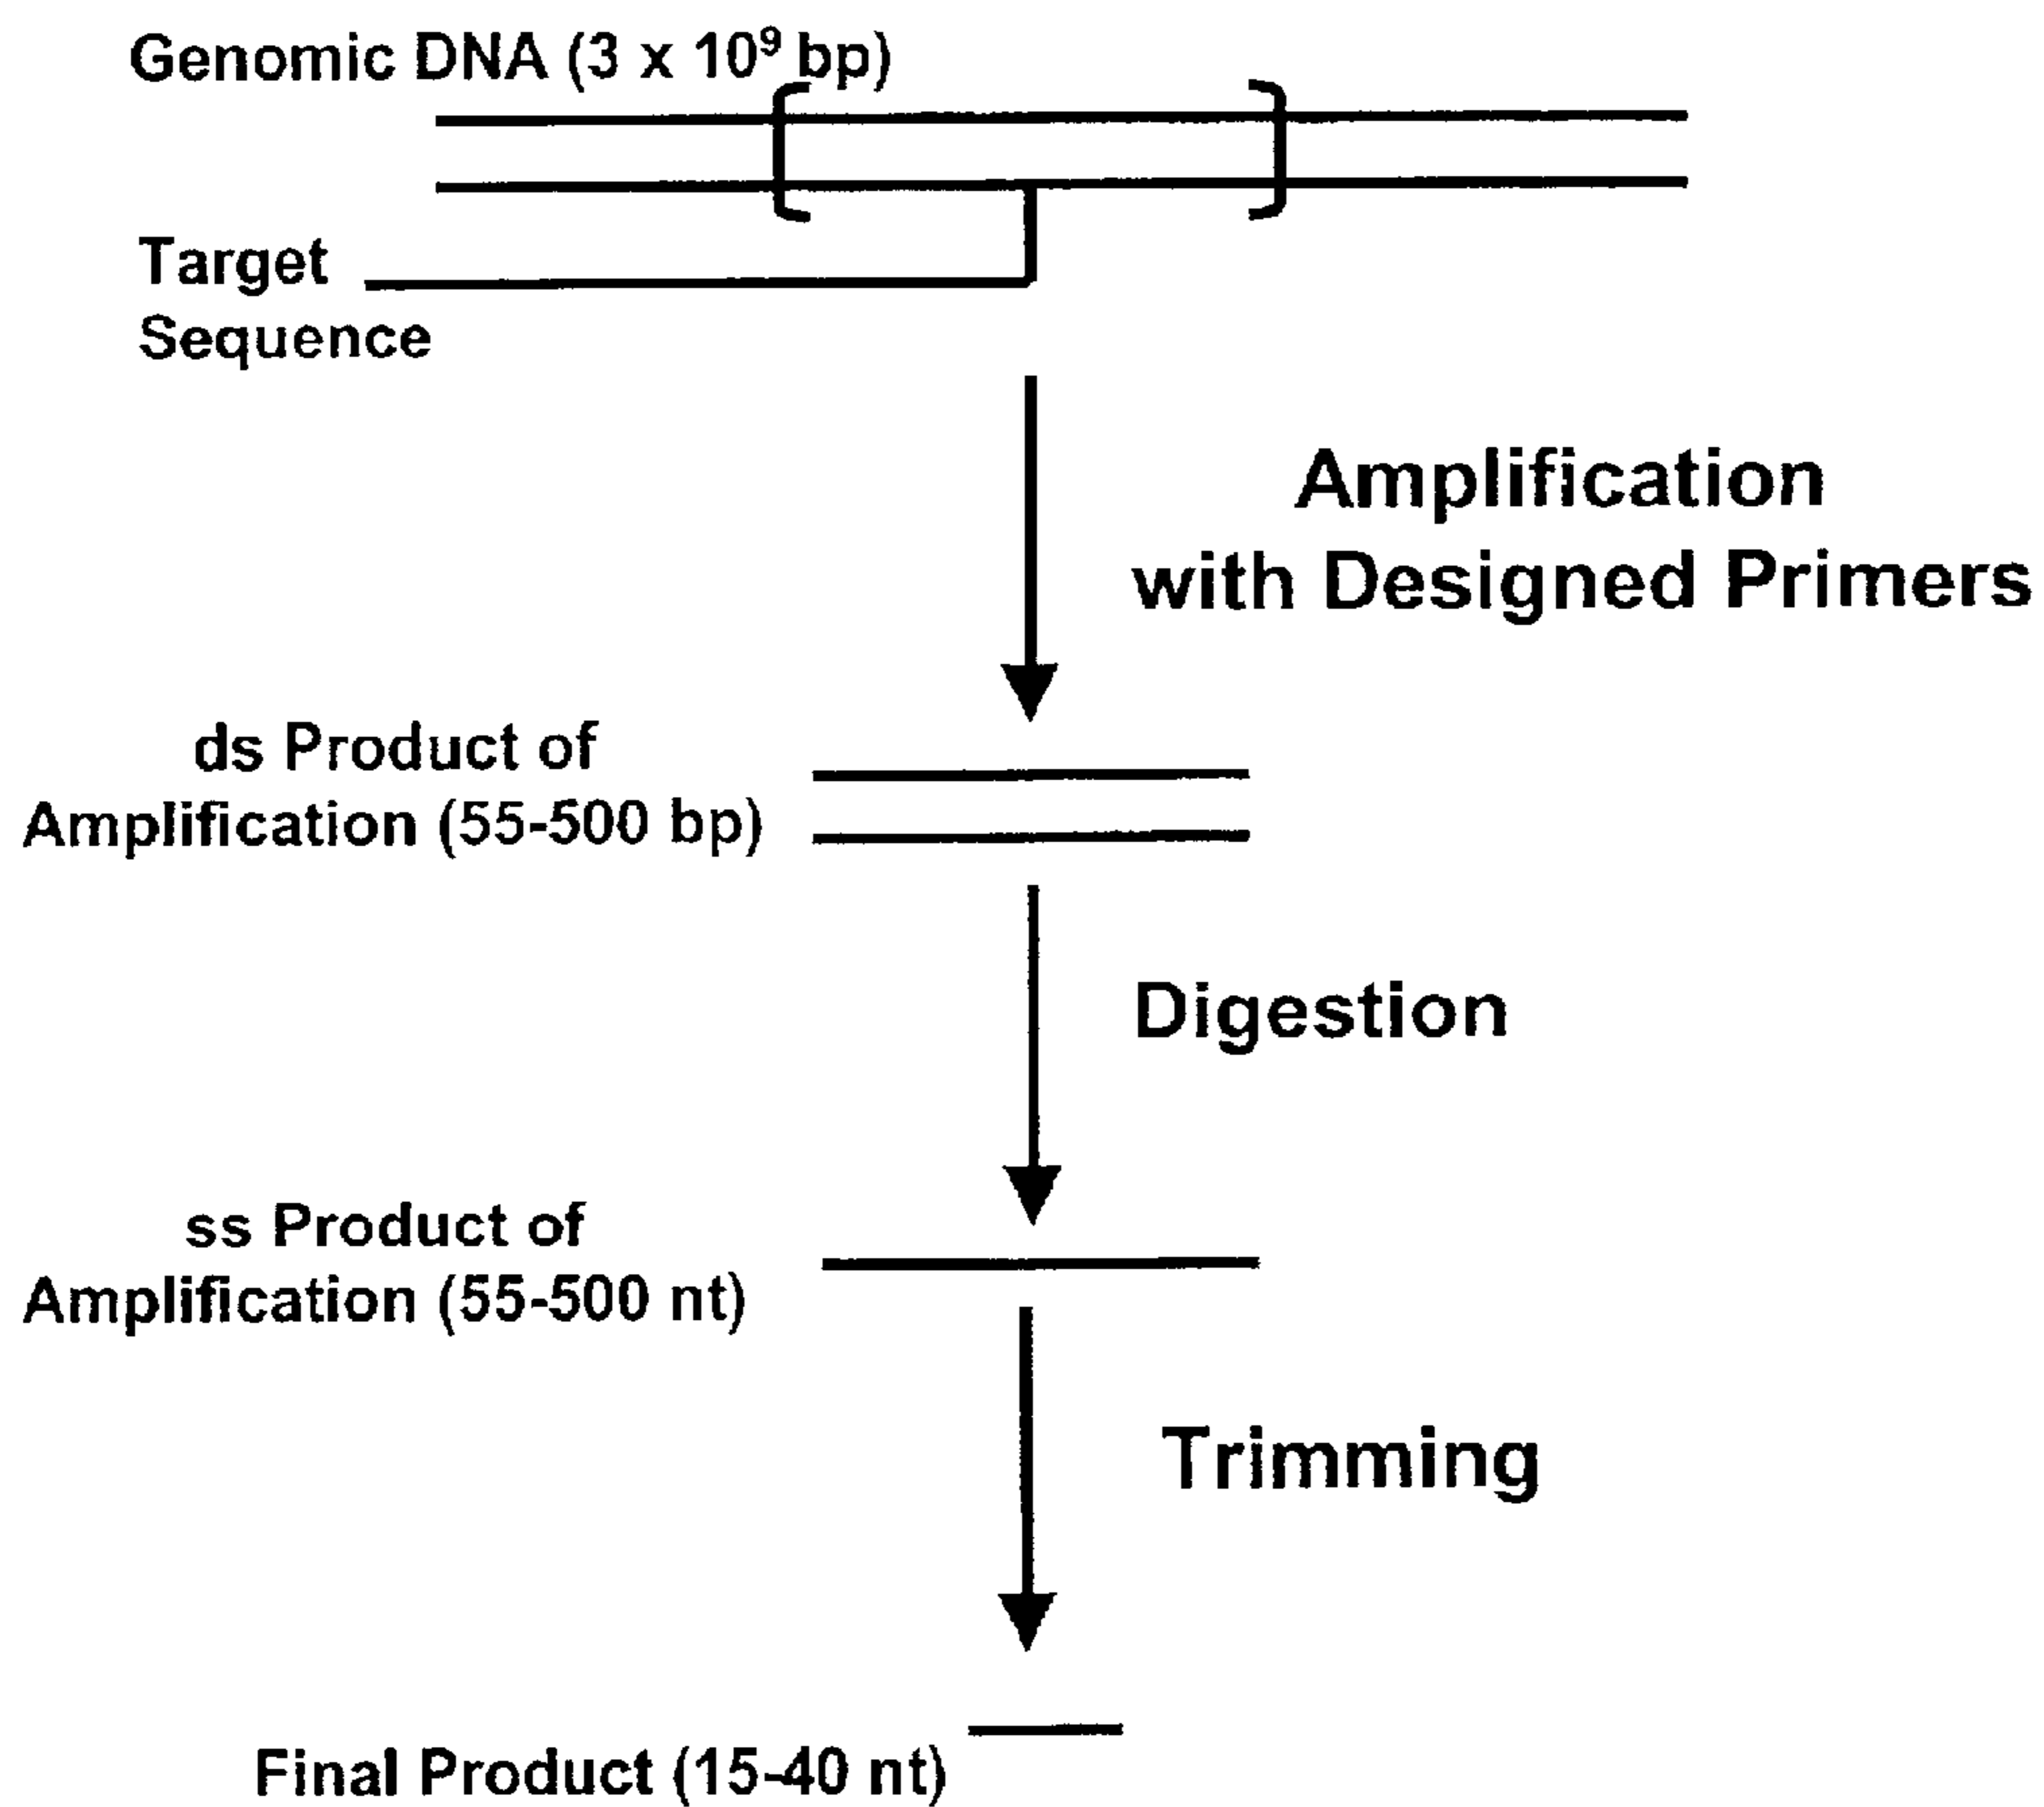 Genomic DNA (3 x 10⁹ bp)
Target
Sequence
Amplification
with Designed Primers
ds Product of
Amplification (55-500 bp)
Digestion
ss Product of
Amplification (55-500 nt)
Trimming
Final Product (15-40 nt)